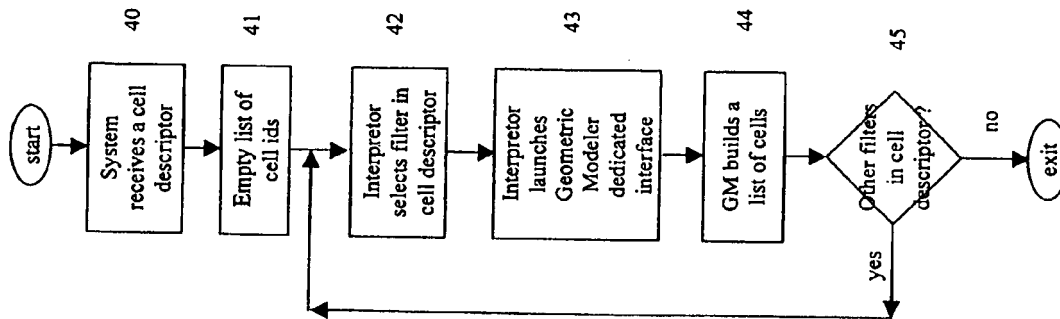 start
System
receives a cell
descriptor
40
Empty list of
cell ids
41
Interpretor
selects filter in
cell descriptor
42
Interpretor
launches
Geometric
Modeler
dedicated
interface
43
GM builds a
list of cells
44
Other filters
in cell
descriptor?
45
yes
no
exit